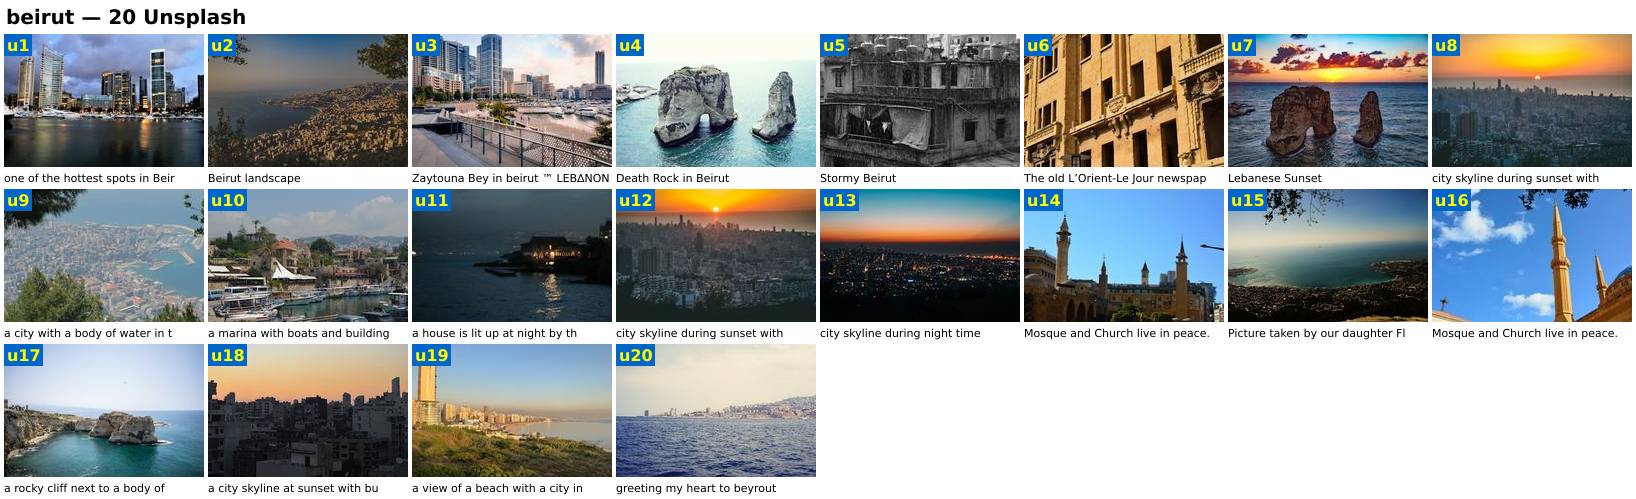 beirut — 20 Unsplash
u1
u2
u3
u4
u5
u6
u7
u8
one of the hottest spots in Beir
Beirut landscape
Zaytouna Bey in beirut ™ LEBΔNON
Death Rock in Beirut
Stormy Beirut
The old L’Orient-Le Jour newspap
Lebanese Sunset
city skyline during sunset with
u9
u10
u11
u12
u13
u14
u15
u16
a city with a body of water in t
a marina with boats and building
a house is lit up at night by th
city skyline during sunset with
city skyline during night time
Mosque and Church live in peace.
Picture taken by our daughter Fl
Mosque and Church live in peace.
u17
u18
u19
u20
a rocky cliff next to a body of
a city skyline at sunset with bu
a view of a beach with a city in
greeting my heart to beyrout